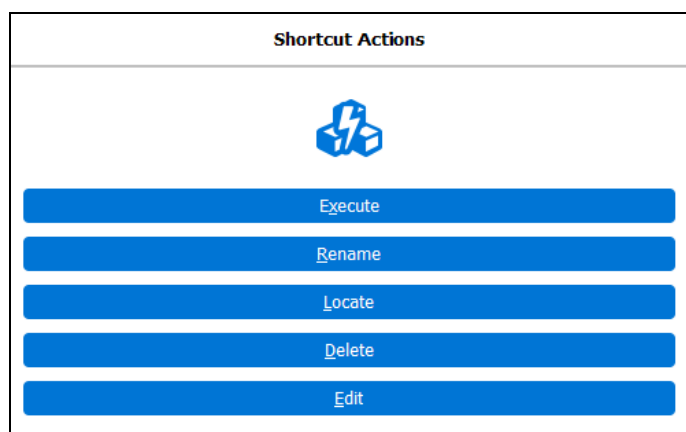 Shortcut Actions
Execute
Rename
Locate
Delete
Edit